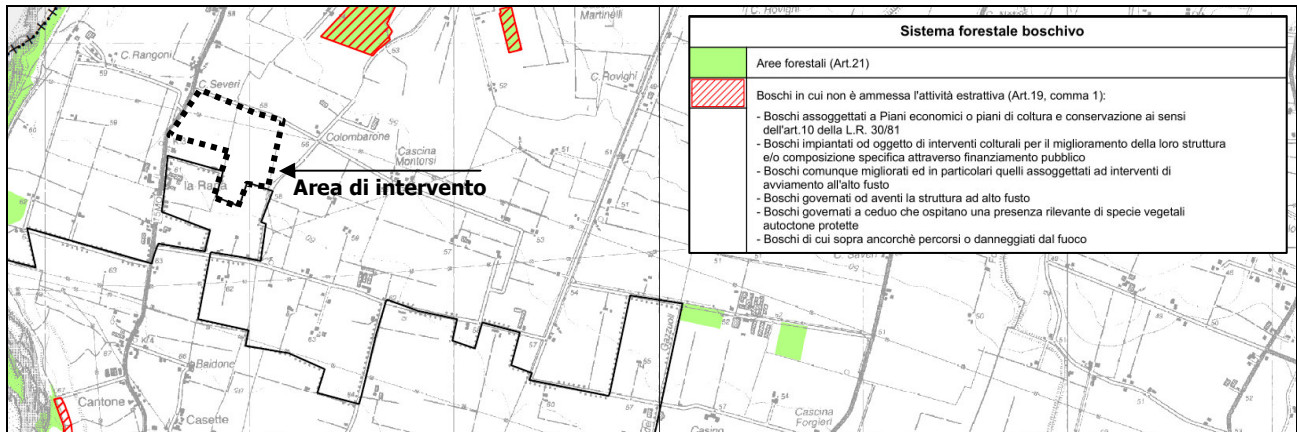 Sistema forestale boschivo
Aree forestali (Art.21)
Boschi in cui non è ammessa l'attività estrattiva (Art.19, comma 1):
- Boschi assoggettati a Piani economici o piani di coltura e conservazione ai sensi
dell'art.10 della L.R. 30/81
- Boschi impiantati od oggetto di interventi colturali per il miglioramento della loro struttura
e/o composizione specifica attraverso finanziamento pubblico
- Boschi comunque migliorati ed in particolari quelli assoggettati ad interventi di
avviamento all'alto fusto
- Boschi governati od aventi la struttura ad alto fusto
- Boschi governati a ceduo che ospitano una presenza rilevante di specie vegetali
autoctone protette
- Boschi di cui sopra ancorchè percorsi o danneggiati dal fuoco
Martinelli
C. Rangoni
C. Severi
C. Rovighi
C. Rovighi
Colombarone
Cascina
Montorsi
la Rana
Area di intervento
Baldone
Cantone
Casette
Casino
Cascina
Forgieri